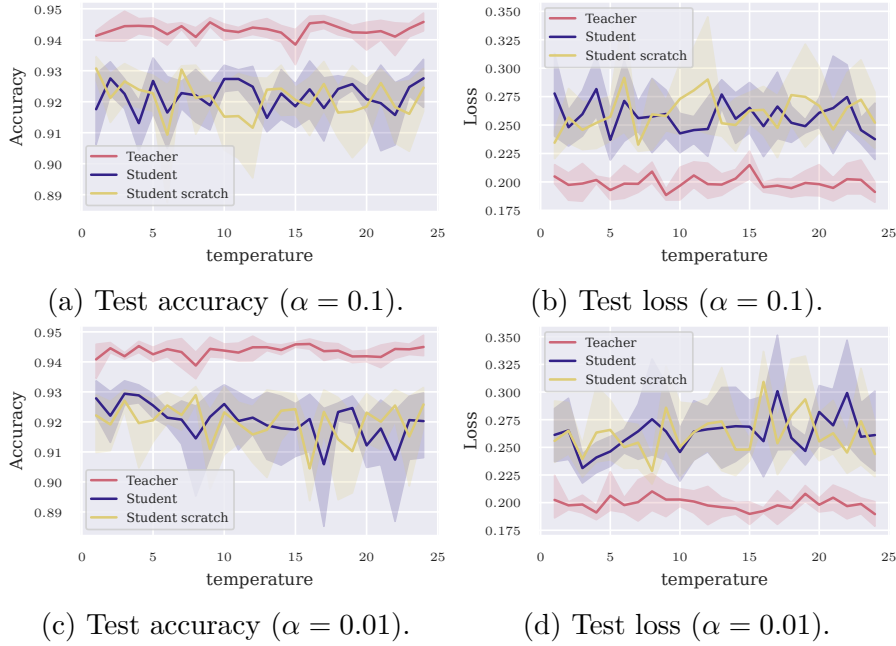 0.95
0.94
0.93
0.92
0.91
0.90
0.89
Accuracy
Teacher
Student
Student scratch
0 5 10 15 20 25
temperature
(a) Test accuracy (α = 0.1).
0.350
0.325
0.300
0.275
0.250
0.225
0.200
0.175
Loss
Teacher
Student
Student scratch
0 5 10 15 20 25
temperature
(b) Test loss (α = 0.1).
0.95
0.94
0.93
0.92
0.91
0.90
0.89
Accuracy
Teacher
Student
Student scratch
0 5 10 15 20 25
temperature
(c) Test accuracy (α = 0.01).
0.350
0.325
0.300
0.275
0.250
0.225
0.200
0.175
Loss
Teacher
Student
Student scratch
0 5 10 15 20 25
temperature
(d) Test loss (α = 0.01).